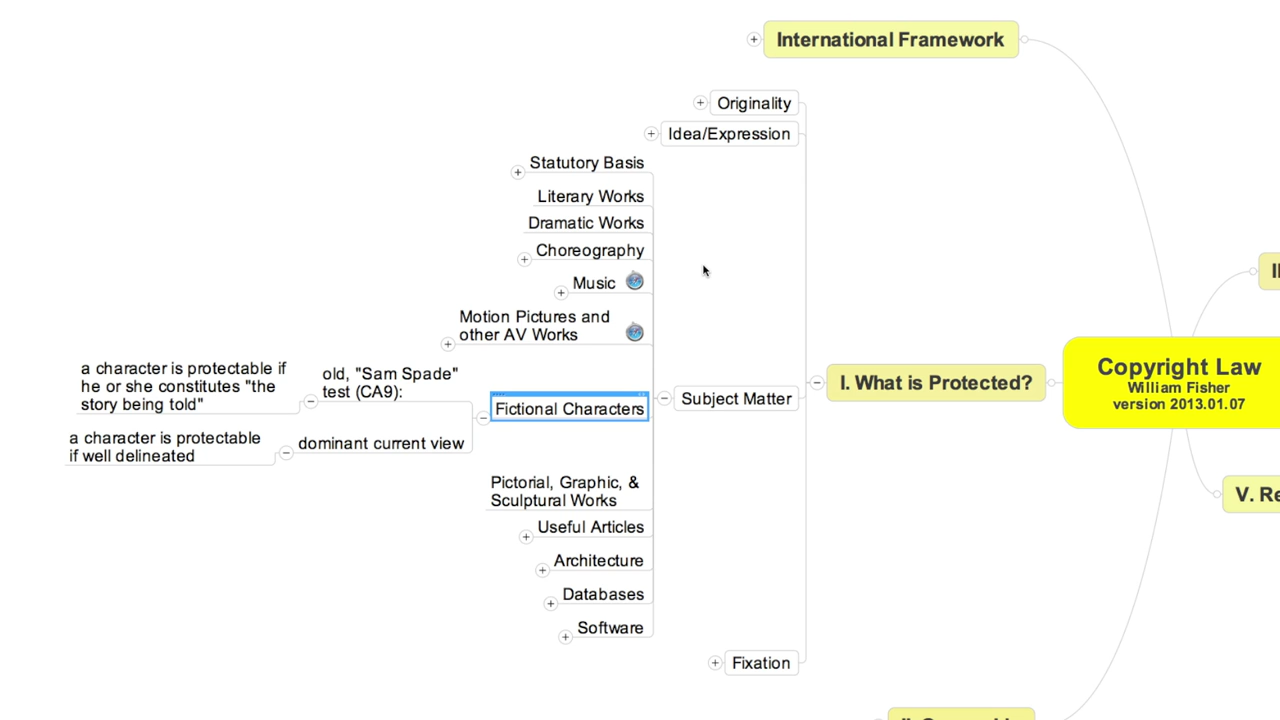 International Framework
Originality
Idea/Expression
Statutory Basis
Literary Works
Dramatic Works
Choreography
Music
Motion Pictures and
other AV Works
a character is protectable if
he or she constitutes "the
story being told"
old, "Sam Spade"
test (CA9):
Fictional Characters
a character is protectable
if well delineated
dominant current view
Subject Matter
I. What is Protected?
Copyright Law
William Fisher
version 2013.01.07
Pictorial, Graphic, &
Sculptural Works
Useful Articles
Architecture
Databases
Software
Fixation
V. Re